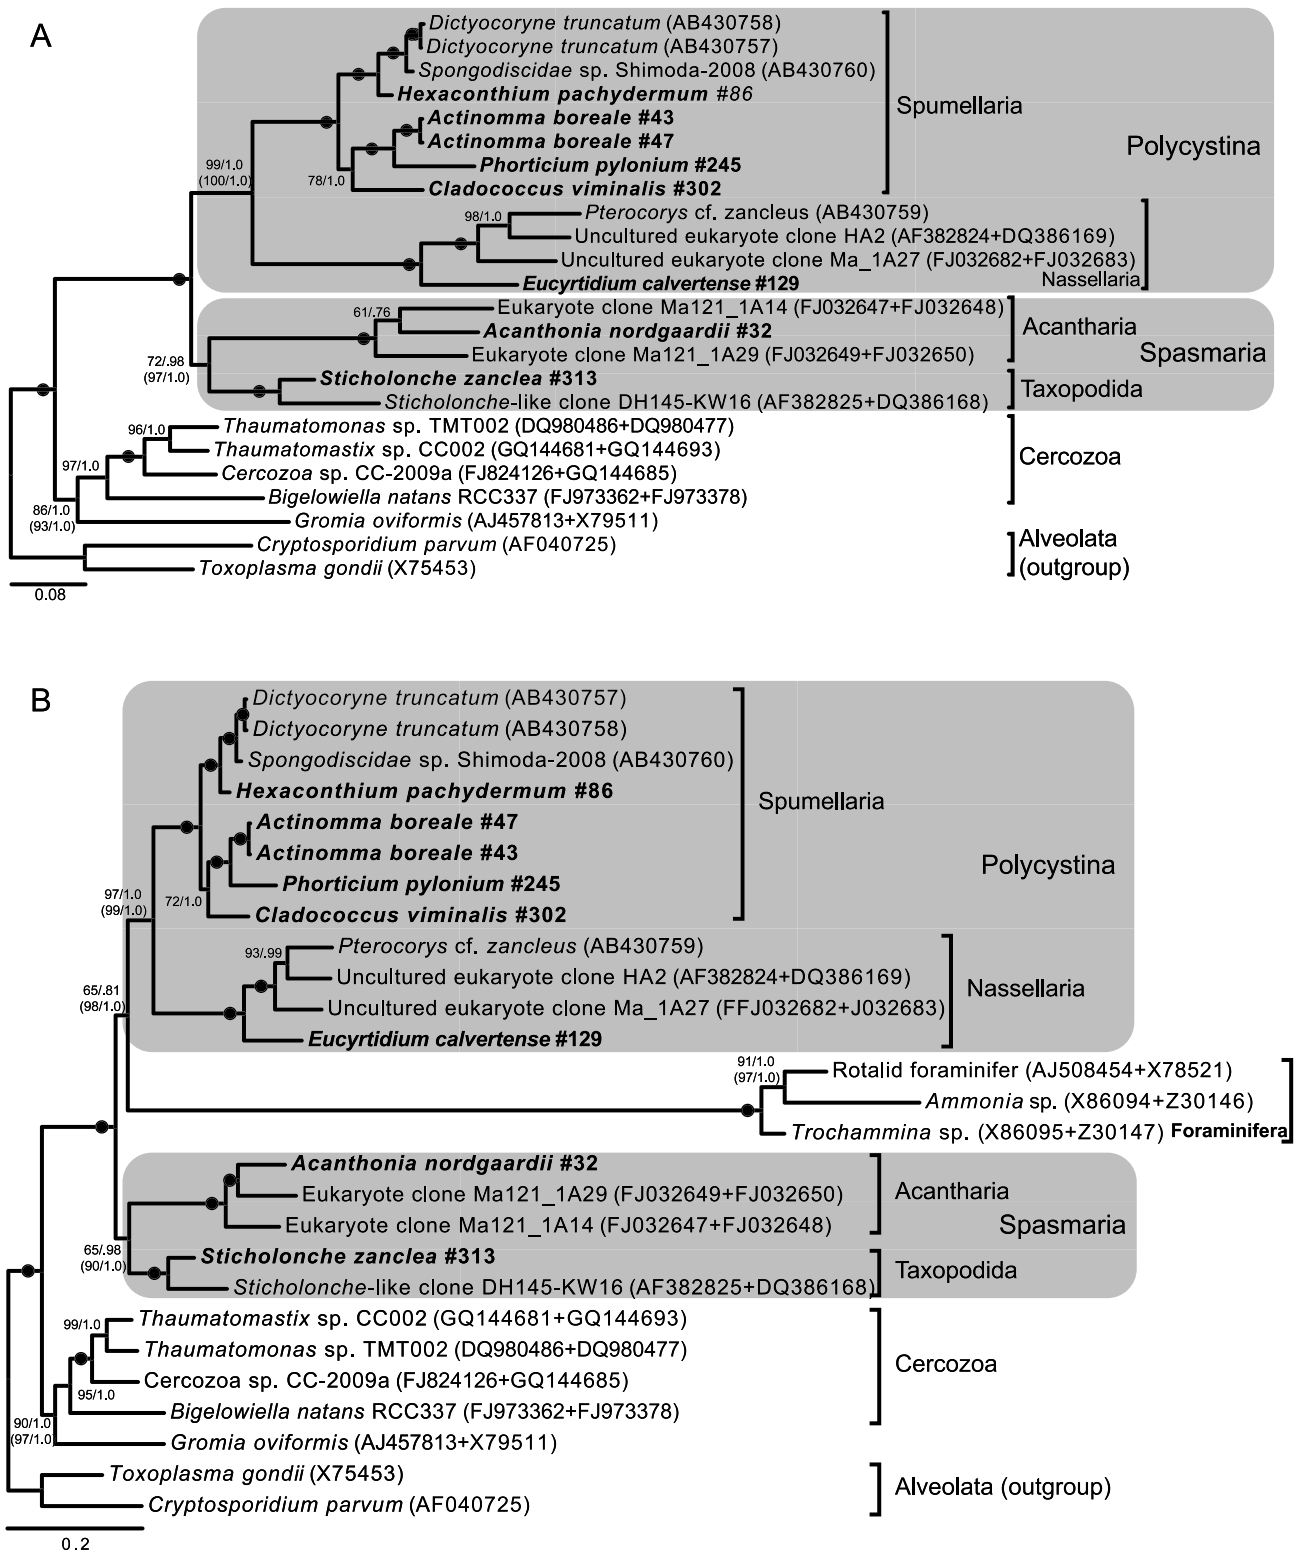 A
Dictyocoryne truncatum (AB430758)
Dictyocoryne truncatum (AB430757)
Spongodiscidae sp. Shimoda-2008 (AB430760)
Hexaconthium pachydermum #86
Spumellaria
Actinomma boreale #43
Actinomma boreale #47
Polycystina
99/1.0
(100/1.0)
Phorticium pylonium #245
78/1.0
Cladococcus viminalis #302
98/1.0
Pterocorys cf. zancleus (AB430759)
Uncultured eukaryote clone HA2 (AF382824+DQ386169)
Uncultured eukaryote clone Ma_1A27 (FJ032682+FJ032683)
Nassellaria
Eucyrtidium calvertense #129
61/.76
Eukaryote clone Ma121_1A14 (FJ032647+FJ032648)
Acanthonia nordgaardii #32
Acantharia
Eukaryote clone Ma121_1A29 (FJ032649+FJ032650)
Spasmaria
72/.98
(97/1.0)
Sticholonche zanclea #313
Taxopodida
Sticholonche-like clone DH145-KW16 (AF382825+DQ386168)
96/1.0
Thaumatomonas sp. TMT002 (DQ980486+DQ980477)
Thaumatomastix sp. CC002 (GQ144681+GQ144693)
Cercozoa
97/1.0
Cercozoa sp. CC-2009a (FJ824126+GQ144685)
Bigelowiella natans RCC337 (FJ973362+FJ973378)
86/1.0
(93/1.0)
Gromia oviformis (AJ457813+X79511)
Cryptosporidium parvum (AF040725)
Alveolata
(outgroup)
Toxoplasma gondii (X75453)
0.08
B
Dictyocoryne truncatum (AB430757)
Dictyocoryne truncatum (AB430758)
Spongodiscidae sp. Shimoda-2008 (AB430760)
Hexaconthium pachydermum #86
Spumellaria
Actinomma boreale #47
Actinomma boreale #43
Polycystina
Phorticium pylonium #245
97/1.0
(99/1.0)
72/1.0
Cladococcus viminalis #302
93/.99
Pterocorys cf. zancleus (AB430759)
Uncultured eukaryote clone HA2 (AF382824+DQ386169)
Nassellaria
65/.81
(98/1.0)
Uncultured eukaryote clone Ma_1A27 (FFJ032682+J032683)
Eucyrtidium calvertense #129
91/1.0
(97/1.0)
Rotalid foraminifer (AJ508454+X78521)
Ammonia sp. (X86094+Z30146)
Trochammina sp. (X86095+Z30147) Foraminifera
Acanthonia nordgaardii #32
Eukaryote clone Ma121_1A29 (FJ032649+FJ032650)
Acantharia
Eukaryote clone Ma121_1A14 (FJ032647+FJ032648)
Spasmaria
65/.98
(90/1.0)
Sticholonche zanclea #313
Taxopodida
Sticholonche-like clone DH145-KW16 (AF382825+DQ386168)
99/1.0
Thaumatomastix sp. CC002 (GQ144681+GQ144693)
Thaumatomonas sp. TMT002 (DQ980486+DQ980477)
Cercozoa
Cercozoa sp. CC-2009a (FJ824126+GQ144685)
95/1.0
Bigelowiella natans RCC337 (FJ973362+FJ973378)
90/1.0
(97/1.0)
Gromia oviformis (AJ457813+X79511)
Toxoplasma gondii (X75453)
Alveolata (outgroup)
Cryptosporidium parvum (AF040725)
0.2